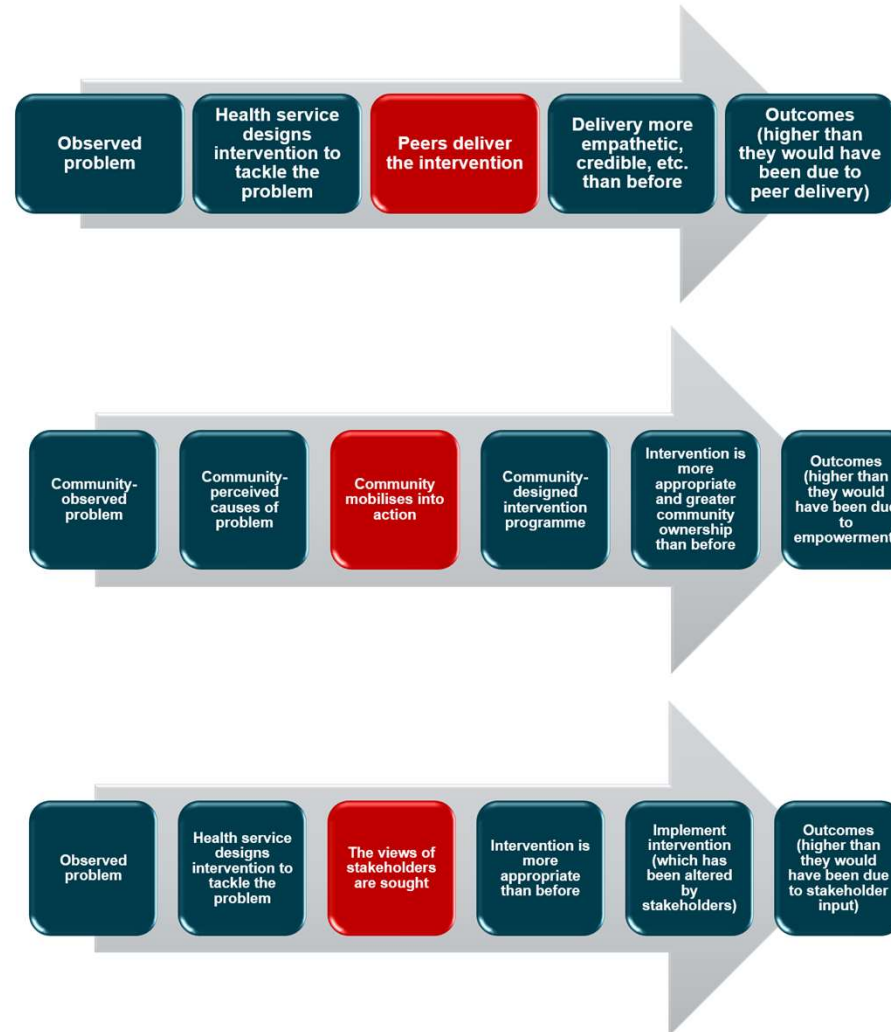 Observed
problem
Health service
designs
intervention to
tackle the
problem
Peers deliver
the intervention
Delivery more
empathetic,
credible, etc.
than before
Outcomes
(higher than
they would have
been due to
peer delivery)
Community-
observed
problem
Community-
perceived
causes of
problem
Community
mobilises into
action
Community-
designed
intervention
programme
Intervention is
more
appropriate
and greater
community
ownership
than before
Outcomes
(higher than
they would
have been due
to
empowerment
Observed
problem
Health service
designs
intervention to
tackle the
problem
The views of
stakeholders
are sought
Intervention is
more
appropriate
than before
Implement
intervention
(which has
been altered
by
stakeholders)
Outcomes
(higher than
they would
have been due
to stakeholder
input)